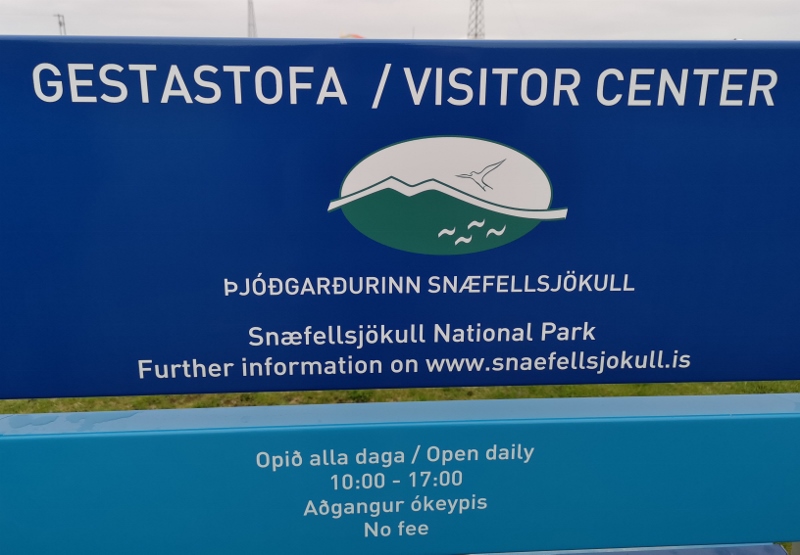 GESTASTOFA / VISITOR CENTER
ÞJÓÐGARÐURINN SNÆFELLSJÖKULL
Snæfellsjökull National Park
Further information on www.snaefellsjokull.is
Opið alla daga / Open daily
10:00 - 17:00
Aðgangur ókeypis
No fee